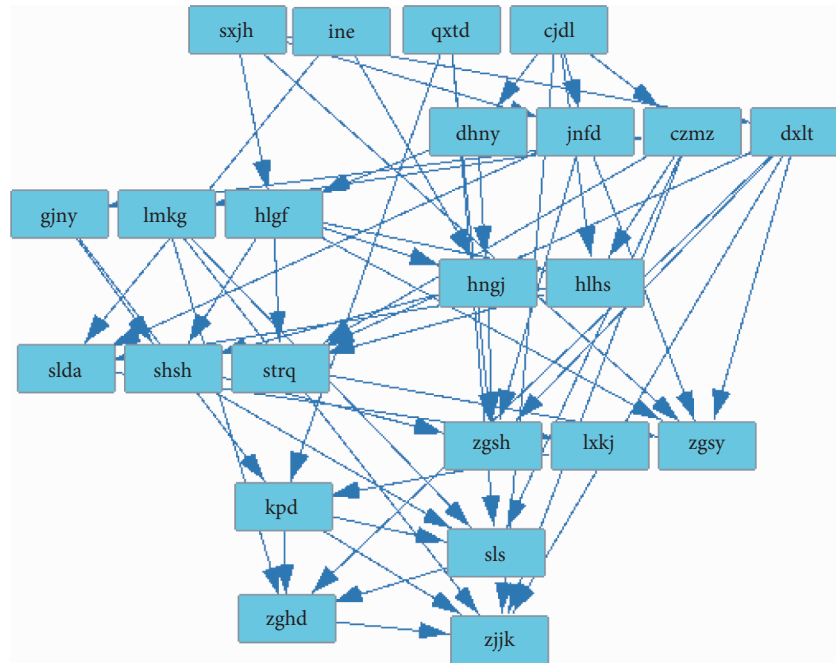 sxjh
ine
qxtd
cjdl
dhny
jnfd
czmz
dxlt
gjny
lmkg
hlgf
hngj
hlhs
slda
shsh
strq
zgsh
lxkj
zgsy
kpd
sls
zghd
zjjk